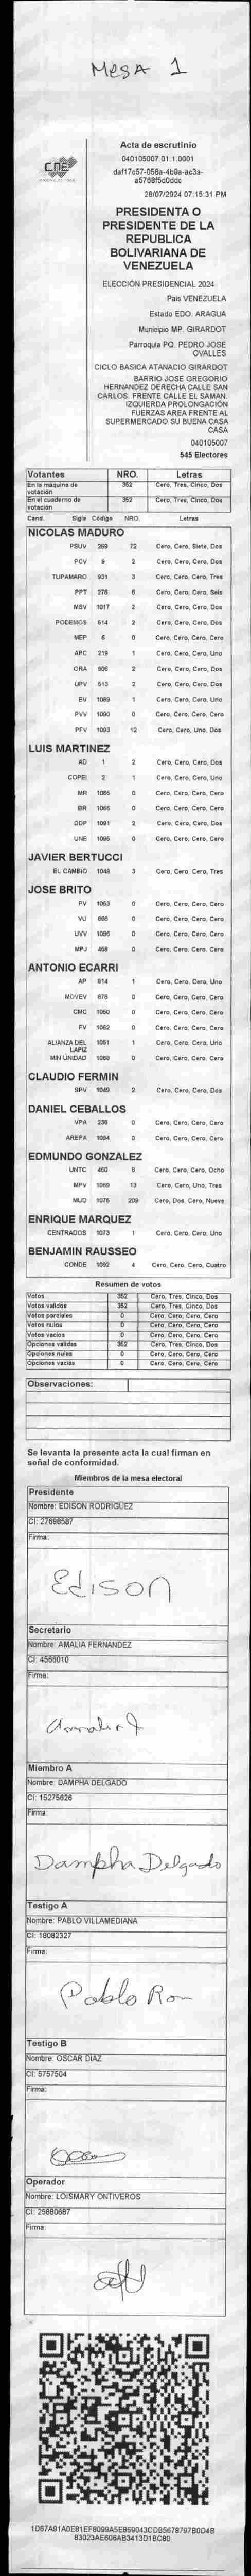 MesA 1
CNE
Acta de escrutinio
040105007.01.1.0001
daf17c57-058a-4b9a-ac3a-
a5768f5d0ddc
28/07/2024 07:15:31 PM
PRESIDENTA O
PRESIDENTE DE LA
REPUBLICA
BOLIVARIANA DE
VENEZUELA
ELECCIÓN PRESIDENCIAL 2024
Pais VENEZUELA
Estado EDO. ARAGUA
Municipio MP. GIRARDOT
Parroquia PQ. PEDRO JOSE
OVALLES
CICLO BASICA ATANACIO GIRARDOT
BARRIO JOSE GREGORIO
HERNÁNDEZ DERECHA CALLE SAN
CARLOS. FRENTE CALLE EL SAMAN.
IZQUIERDA PROLONGACIÓN
FUERZAS AREA FRENTE AL
SUPERMERCADO SU BUENA CASA
CASA
040105007
545 Electores
Votantes NRO. Letras
En la maquina de votación 352 Cero, Tres, Cinco, Dos
En el cuaderno de votación 352 Cero, Tres, Cinco, Dos
Cand. Sigla Código NRO. Letras
NICOLAS MADURO
PSUV 269 72 Cero, Cero, Siete, Dos
PCV 9 2 Cero, Cero, Cero, Dos
TUPAMARO 931 3 Cero, Cero, Cero, Tres
PPT 276 6 Cero, Cero, Cero, Seis
MSV 1017 2 Cero, Cero, Cero, Dos
PODEMOS 614 2 Cero, Cero, Cero, Dos
MEP 6 0 Cero, Cero, Cero, Cero
APC 219 1 Cero, Cero, Cero, Uno
ORA 906 2 Cero, Cero, Cero, Dos
UPV 513 2 Cero, Cero, Cero, Dos
EV 1089 1 Cero, Cero, Cero, Uno
PVV 1090 0 Cero, Cero, Cero, Cero
PFV 1093 12 Cero, Cero, Uno, Dos
LUIS MARTINEZ
AD 1 2 Cero, Cero, Cero, Dos
COPEI 2 1 Cero, Cero, Cero, Uno
MR 1065 0 Cero, Cero, Cero, Cero
BR 1066 0 Cero, Cero, Cero, Cero
DDP 1091 2 Cero, Cero, Cero, Dos
UNE 1095 0 Cero, Cero, Cero, Cero
JAVIER BERTUCCI
EL CAMBIO 1048 3 Cero, Cero, Cero, Tres
JOSE BRITO
PV 1053 0 Cero, Cero, Cero, Cero
VU 866 0 Cero, Cero, Cero, Cero
UVV 1096 0 Cero, Cero, Cero, Cero
MPJ 458 0 Cero, Cero, Cero, Cero
ANTONIO ECARRI
AP 914 1 Cero, Cero, Cero, Uno
MOVEV 878 0 Cero, Cero, Cero, Cero
CMC 1050 0 Cero, Cero, Cero, Cero
FV 1062 0 Cero, Cero, Cero, Cero
ALIANZA DEL LAPIZ 1051 1 Cero, Cero, Cero, Uno
MIN UNIDAD 1068 0 Cero, Cero, Cero, Cero
CLAUDIO FERMIN
SPV 1049 2 Cero, Cero, Cero, Dos
DANIEL CEBALLOS
VPA 236 0 Cero, Cero, Cero, Cero
AREPA 1094 0 Cero, Cero, Cero, Cero
EDMUNDO GONZALEZ
UNTC 460 8 Cero, Cero, Cero, Ocho
MPV 1069 13 Cero, Cero, Uno, Tres
MUD 1075 209 Cero, Dos, Cero, Nueve
ENRIQUE MARQUEZ
CENTRADOS 1073 1 Cero, Cero, Cero, Uno
BENJAMIN RAUSSEO
CONDE 1092 4 Cero, Cero, Cero, Cuatro
Resumen de votos
Votos 352 Cero, Tres, Cinco, Dos
Votos validos 352 Cero, Tres, Cinco, Dos
Votos parciales 0 Cero, Cero, Cero, Cero
Votos nulos 0 Cero, Cero, Cero, Cero
Votos vacios 0 Cero, Cero, Cero, Cero
Opciones validas 352 Cero, Tres, Cinco, Dos
Opciones nulas 0 Cero, Cero, Cero, Cero
Opciones vacias 0 Cero, Cero, Cero, Cero
Observaciones:
Se levanta la presente acta la cual firman en
señal de conformidad.
Miembros de la mesa electoral
Presidente
Nombre: EDISON RODRIGUEZ
CI: 27698587
Firma:
Edison
Secretario
Nombre: AMALIA FERNANDEZ
CI: 4566010
Firma:
Miembro A
Nombre: DAMPHA DELGADO
CI: 15275626
Firma:
Dampha Delgado
Testigo A
Nombre: PABLO VILLAMEDIANA
CI: 18082327
Firma:
Pablo Ron
Testigo B
Nombre: OSCAR DIAZ
CI: 5757504
Firma:
Operador
Nombre: LOISMARY ONTIVEROS
CI: 25880687
Firma:
1D67A91A0E81EF8099A5E869043CDB5678797B0D4B
83023AE606AB3413D1BC80